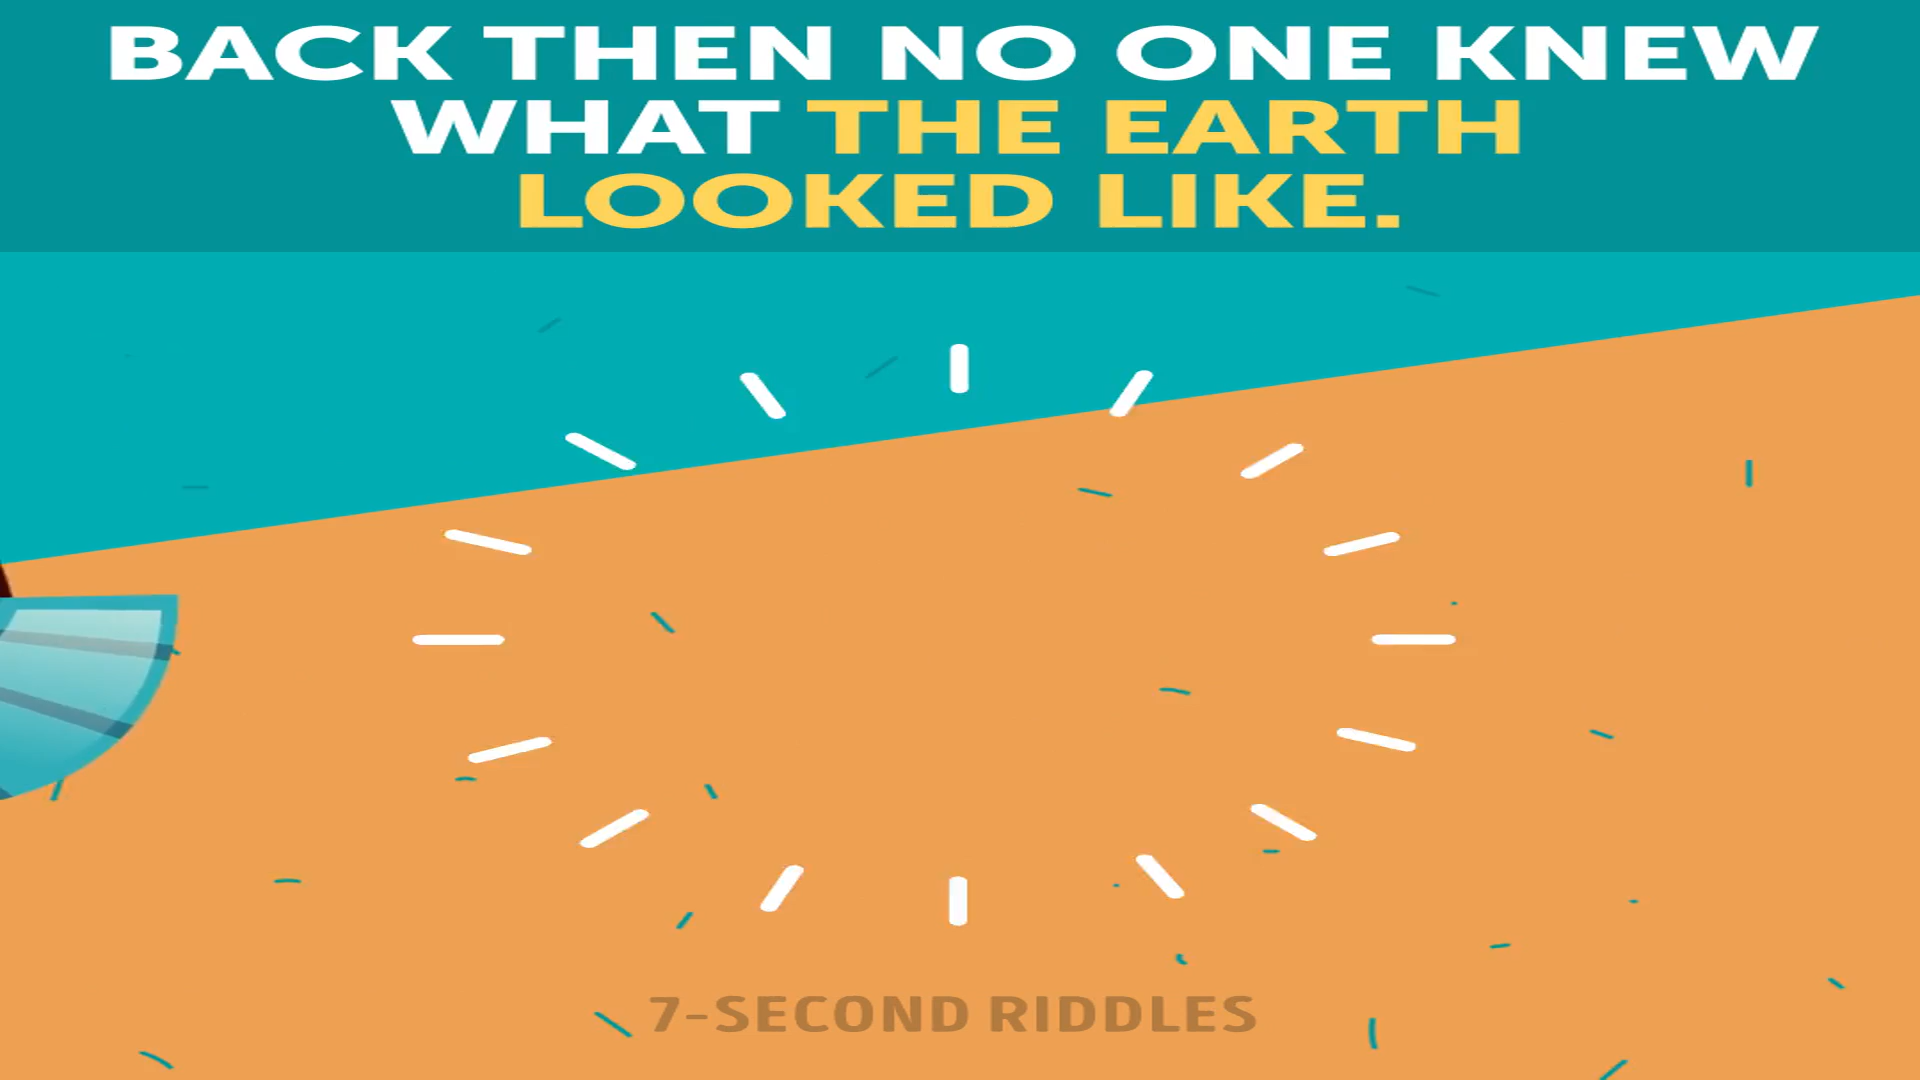 BACK THEN NO ONE KNEW
WHAT THE EARTH
LOOKED LIKE.
7-SECOND RIDDLES